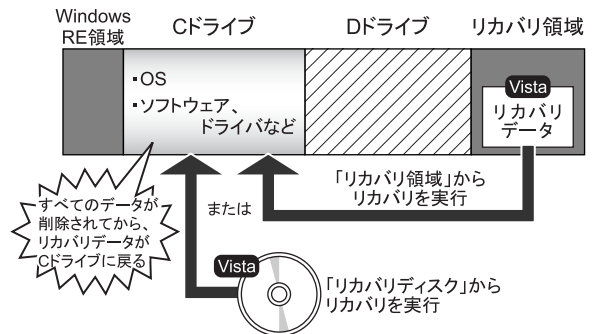 Windows
RE領域
Cドライブ
Dドライブ
リカバリ領域
・OS
・ソフトウェア、
ドライバなど
Vista
リカバリ
データ
「リカバリ領域」から
リカバリを実行
または
すべてのデータが
削除されてから、
リカバリデータが
Cドライブに戻る
Vista
「リカバリディスク」から
リカバリを実行